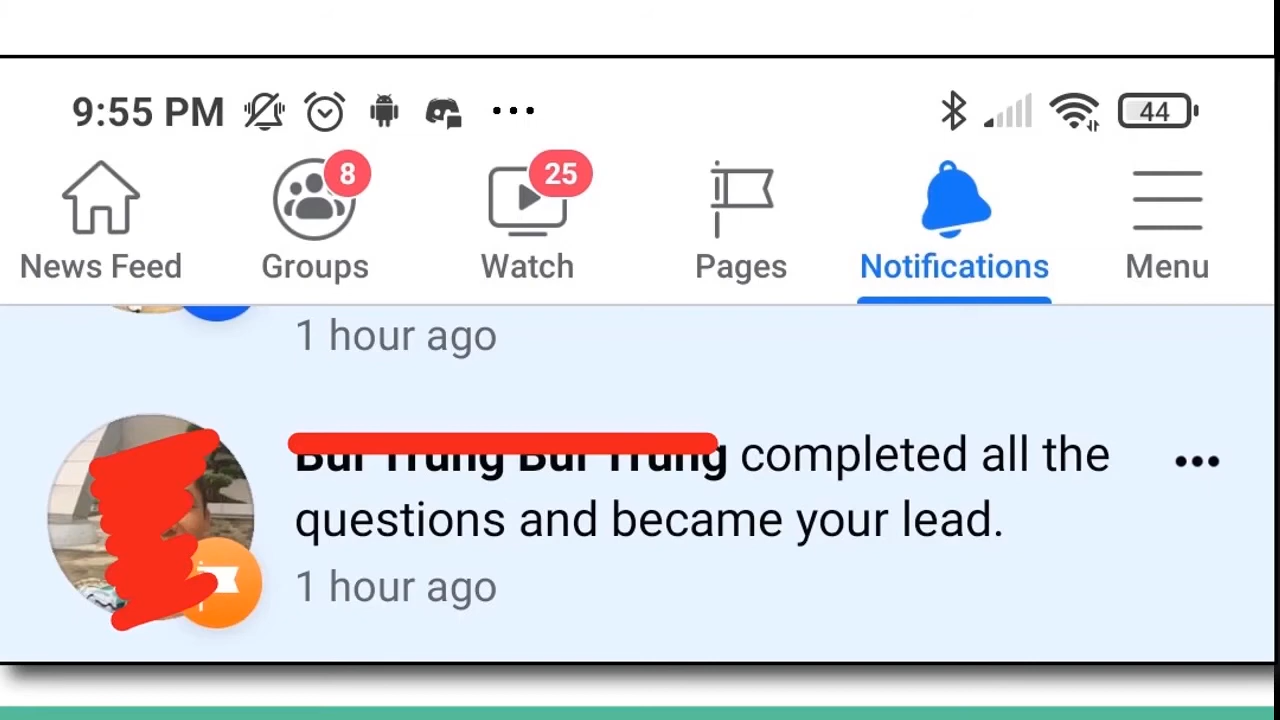 9:55 PM
44
8
25
News Feed
Groups
Watch
Pages
Notifications
Menu
1 hour ago
completed all the
questions and became your lead.
1 hour ago